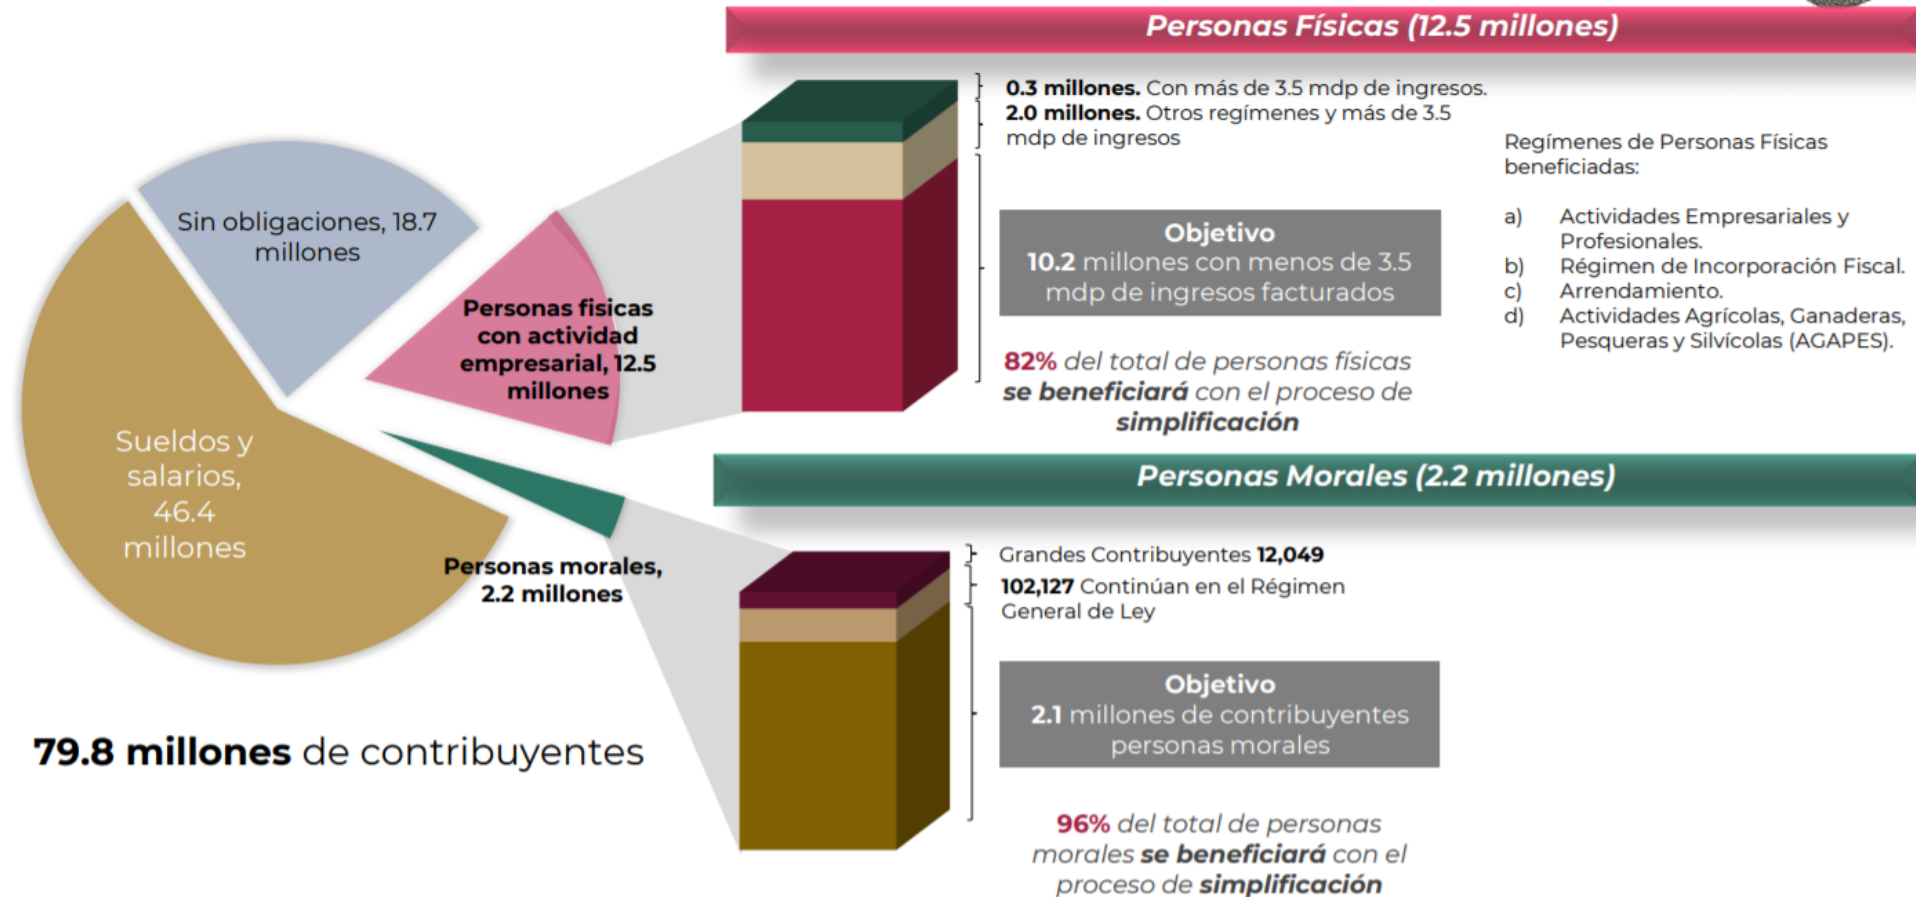 Sin obligaciones, 18.7
millones
Sueldos y
salarios,
46.4
millones
Personas fisicas
con actividad
empresarial, 12.5
millones
Personas morales,
2.2 millones
79.8 millones de contribuyentes
Personas Físicas (12.5 millones)
0.3 millones. Con más de 3.5 mdp de ingresos.
2.0 millones. Otros regímenes y más de 3.5
mdp de ingresos
Objetivo
10.2 millones con menos de 3.5
mdp de ingresos facturados
82% del total de personas físicas
se beneficiará con el proceso de
simplificación
Regímenes de Personas Físicas
beneficiadas:
a) Actividades Empresariales y
Profesionales.
b) Régimen de Incorporación Fiscal.
c) Arrendamiento.
d) Actividades Agrícolas, Ganaderas,
Pesqueras y Silvícolas (AGAPES).
Personas Morales (2.2 millones)
Grandes Contribuyentes 12,049
102,127 Continúan en el Régimen
General de Ley
Objetivo
2.1 millones de contribuyentes
personas morales
96% del total de personas
morales se beneficiará con el
proceso de simplificación